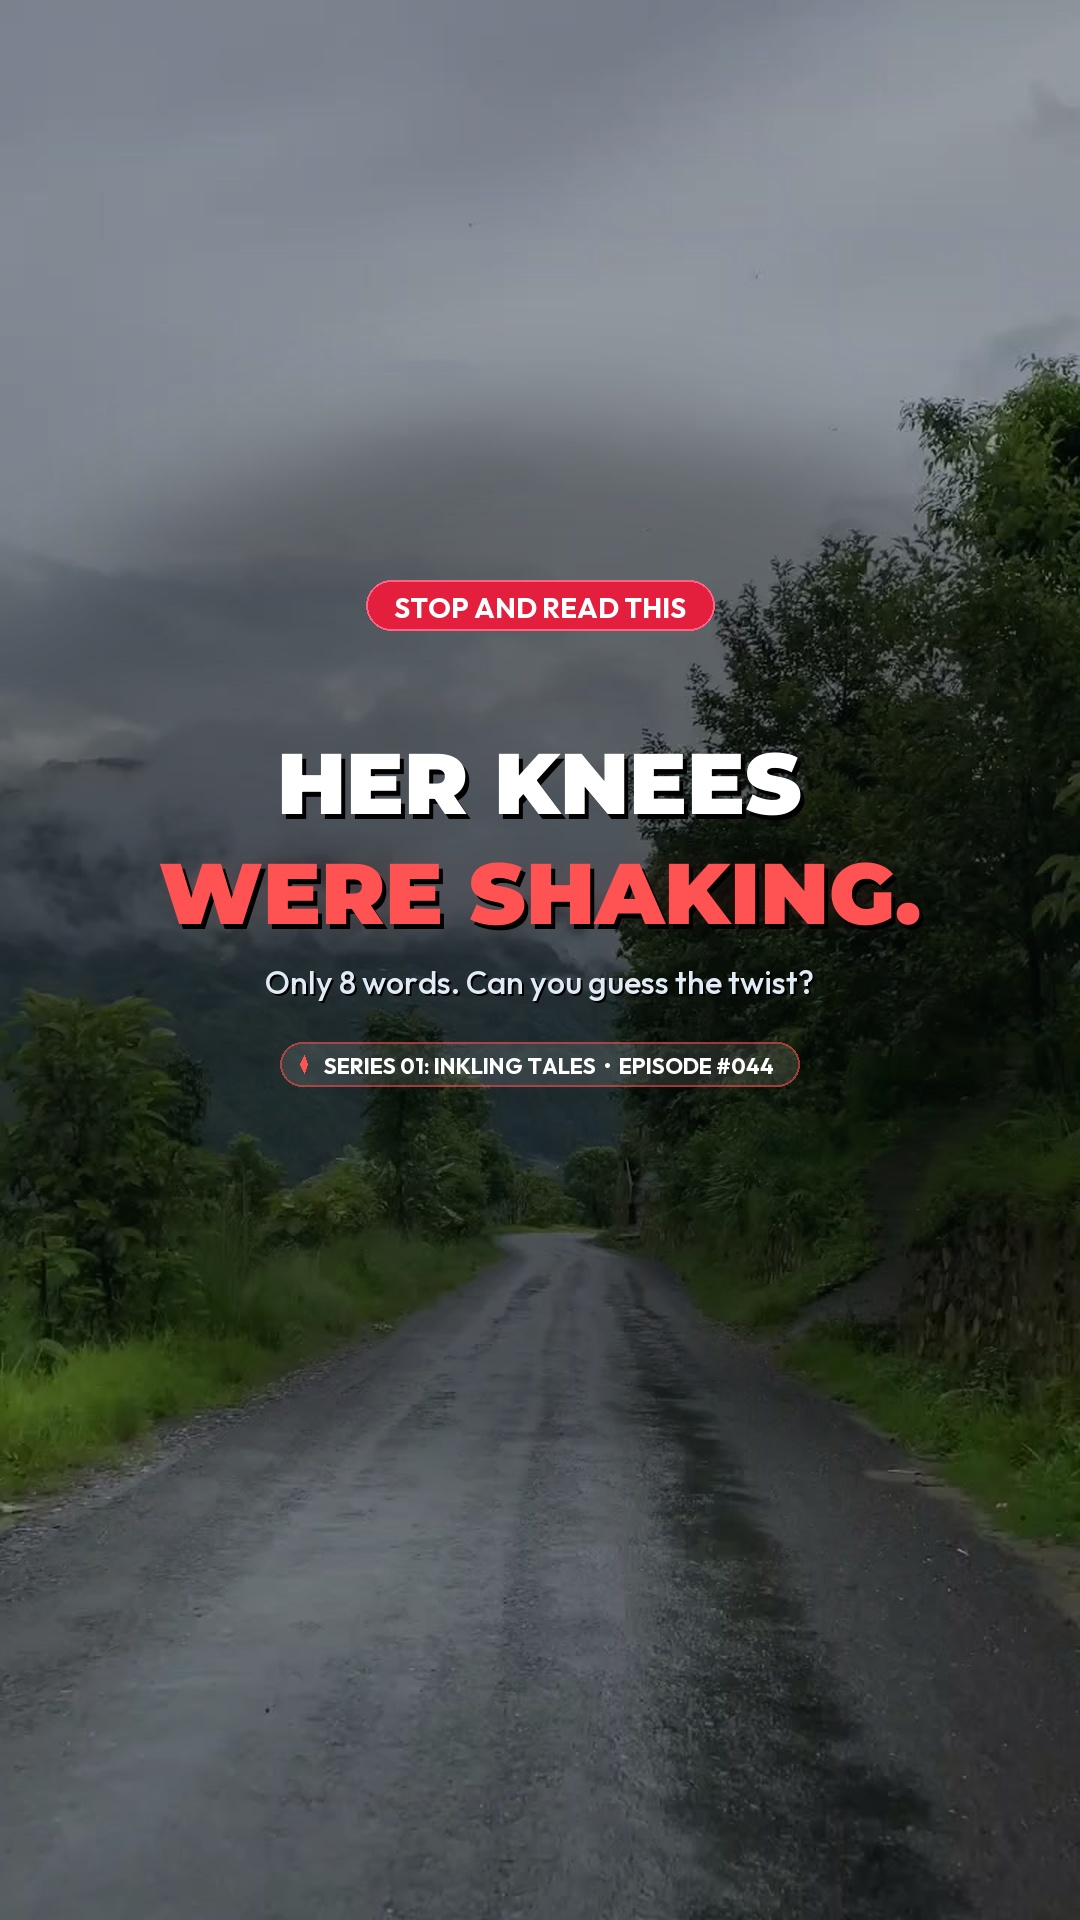 STOP AND READ THIS
HER KNEES
WERE SHAKING.
Only 8 words. Can you guess the twist?
SERIES 01: INKLING TALES • EPISODE #044